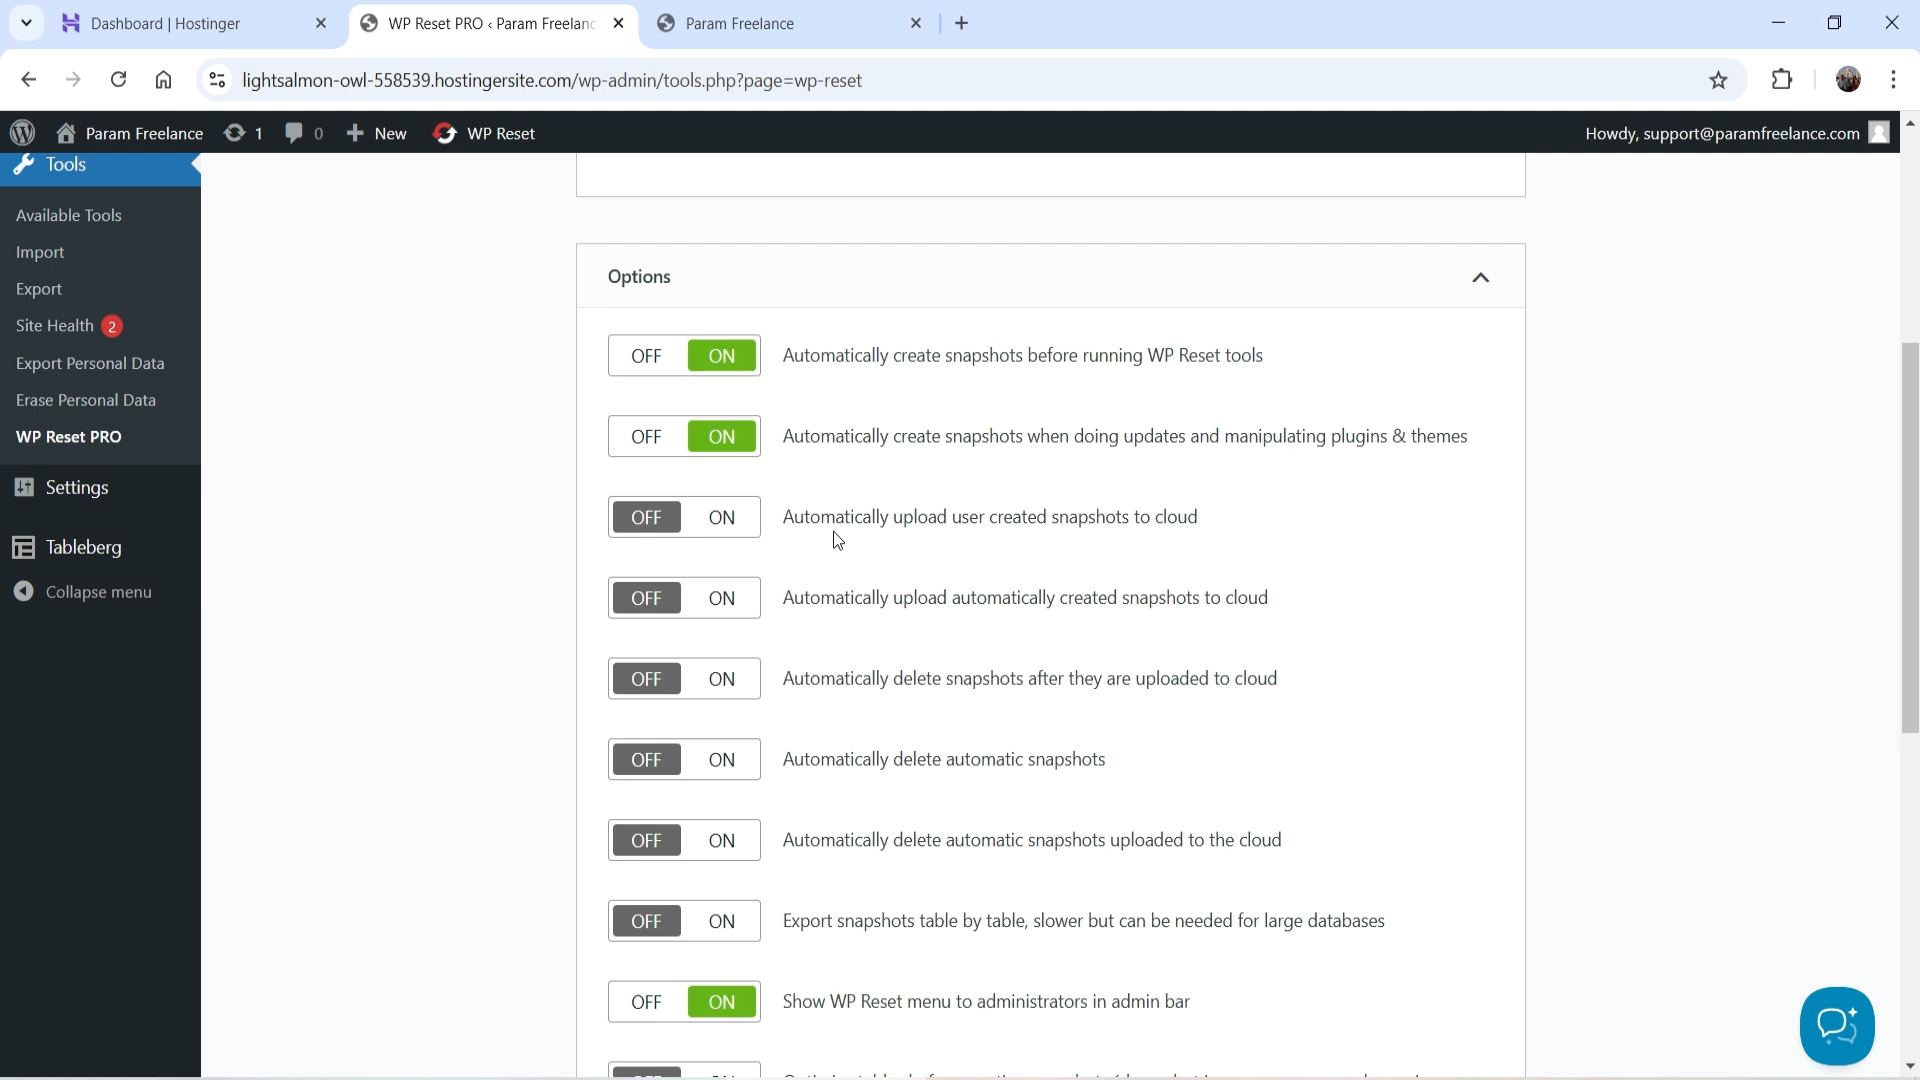 Dashboard | Hostinger
WP Reset PRO ‹ Param Freelanc
Param Freelance
lightsalmon-owl-558539.hostingersite.com/wp-admin/tools.php?page=wp-reset
Param Freelance 1 0 New WP Reset
Howdy, support@paramfreelance.com
Tools
Available Tools
Import
Export
Site Health 2
Export Personal Data
Erase Personal Data
WP Reset PRO
Settings
Tableberg
Collapse menu
Options
OFF ON Automatically create snapshots before running WP Reset tools
OFF ON Automatically create snapshots when doing updates and manipulating plugins & themes
OFF ON Automatically upload user created snapshots to cloud
OFF ON Automatically upload automatically created snapshots to cloud
OFF ON Automatically delete snapshots after they are uploaded to cloud
OFF ON Automatically delete automatic snapshots
OFF ON Automatically delete automatic snapshots uploaded to the cloud
OFF ON Export snapshots table by table, slower but can be needed for large databases
OFF ON Show WP Reset menu to administrators in admin bar